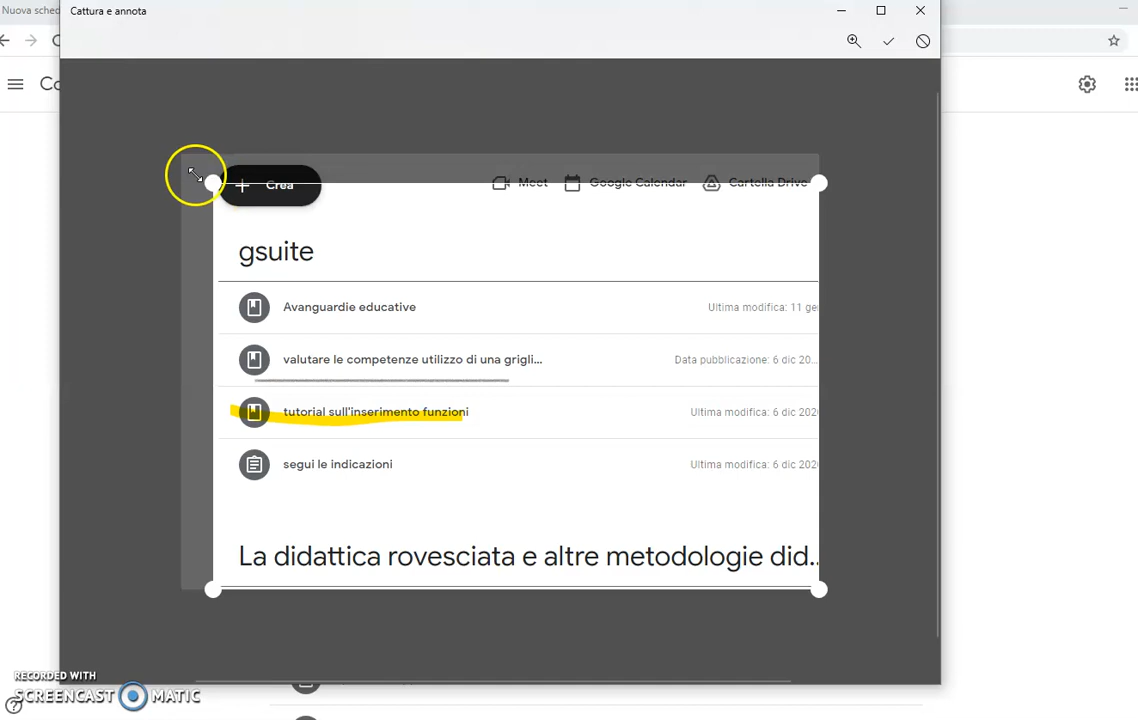 Nuova sched
Cattura e annota
Co
Crea
Meet
Google Calendar
Cartella Drive
gsuite
Avanguardie educative
Ultima modifica: 11 ge
valutare le competenze utilizzo di una grigli...
Data pubblicazione: 6 dic 20...
tutorial sull'inserimento funzioni
Ultima modifica: 6 dic 202
segui le indicazioni
Ultima modifica: 6 dic 202
La didattica rovesciata e altre metodologie did..
RECORDED WITH
SCREENCAST MATIC